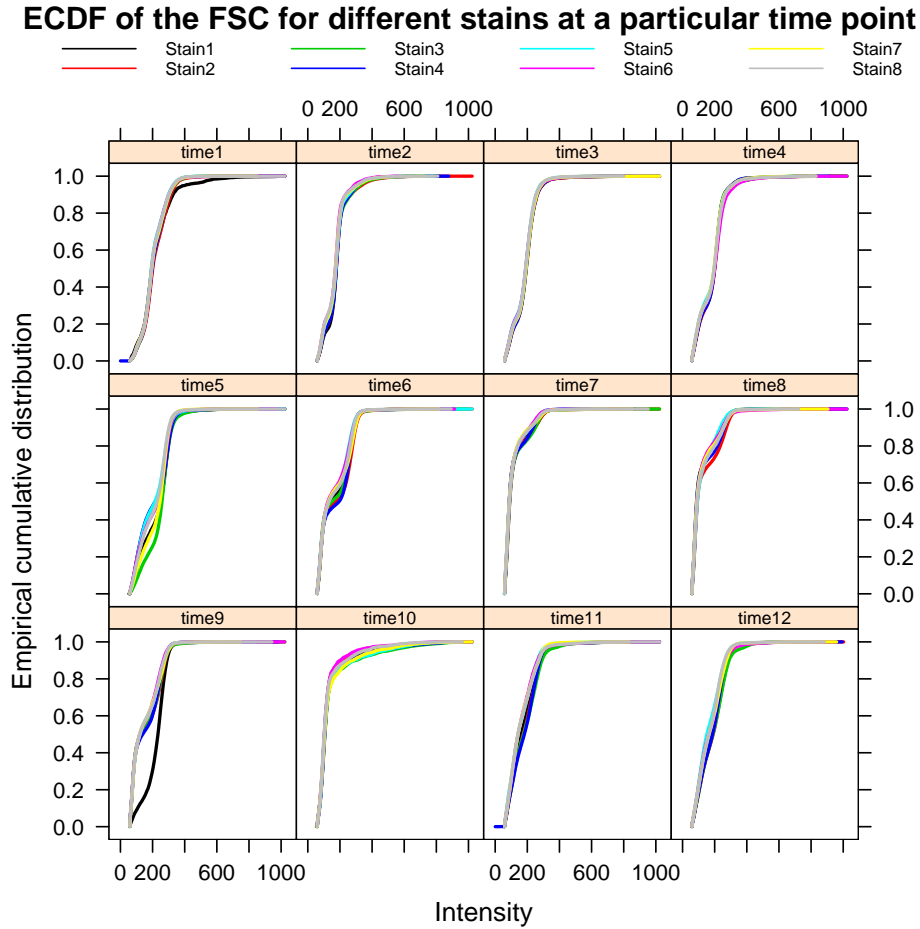 ECDF of the FSC for different stains at a particular time point
Stain1 Stain3 Stain5 Stain7
Stain2 Stain4 Stain6 Stain8
0 200 600 1000 0 200 600 1000
time1 time2 time3 time4
1.0
0.8
0.6
0.4
0.2
0.0
time5 time6 time7 time8
1.0
0.8
0.6
0.4
0.2
0.0
time9 time10 time11 time12
1.0
0.8
0.6
0.4
0.2
0.0
0 200 600 1000 0 200 600 1000
Empirical cumulative distribution
Intensity